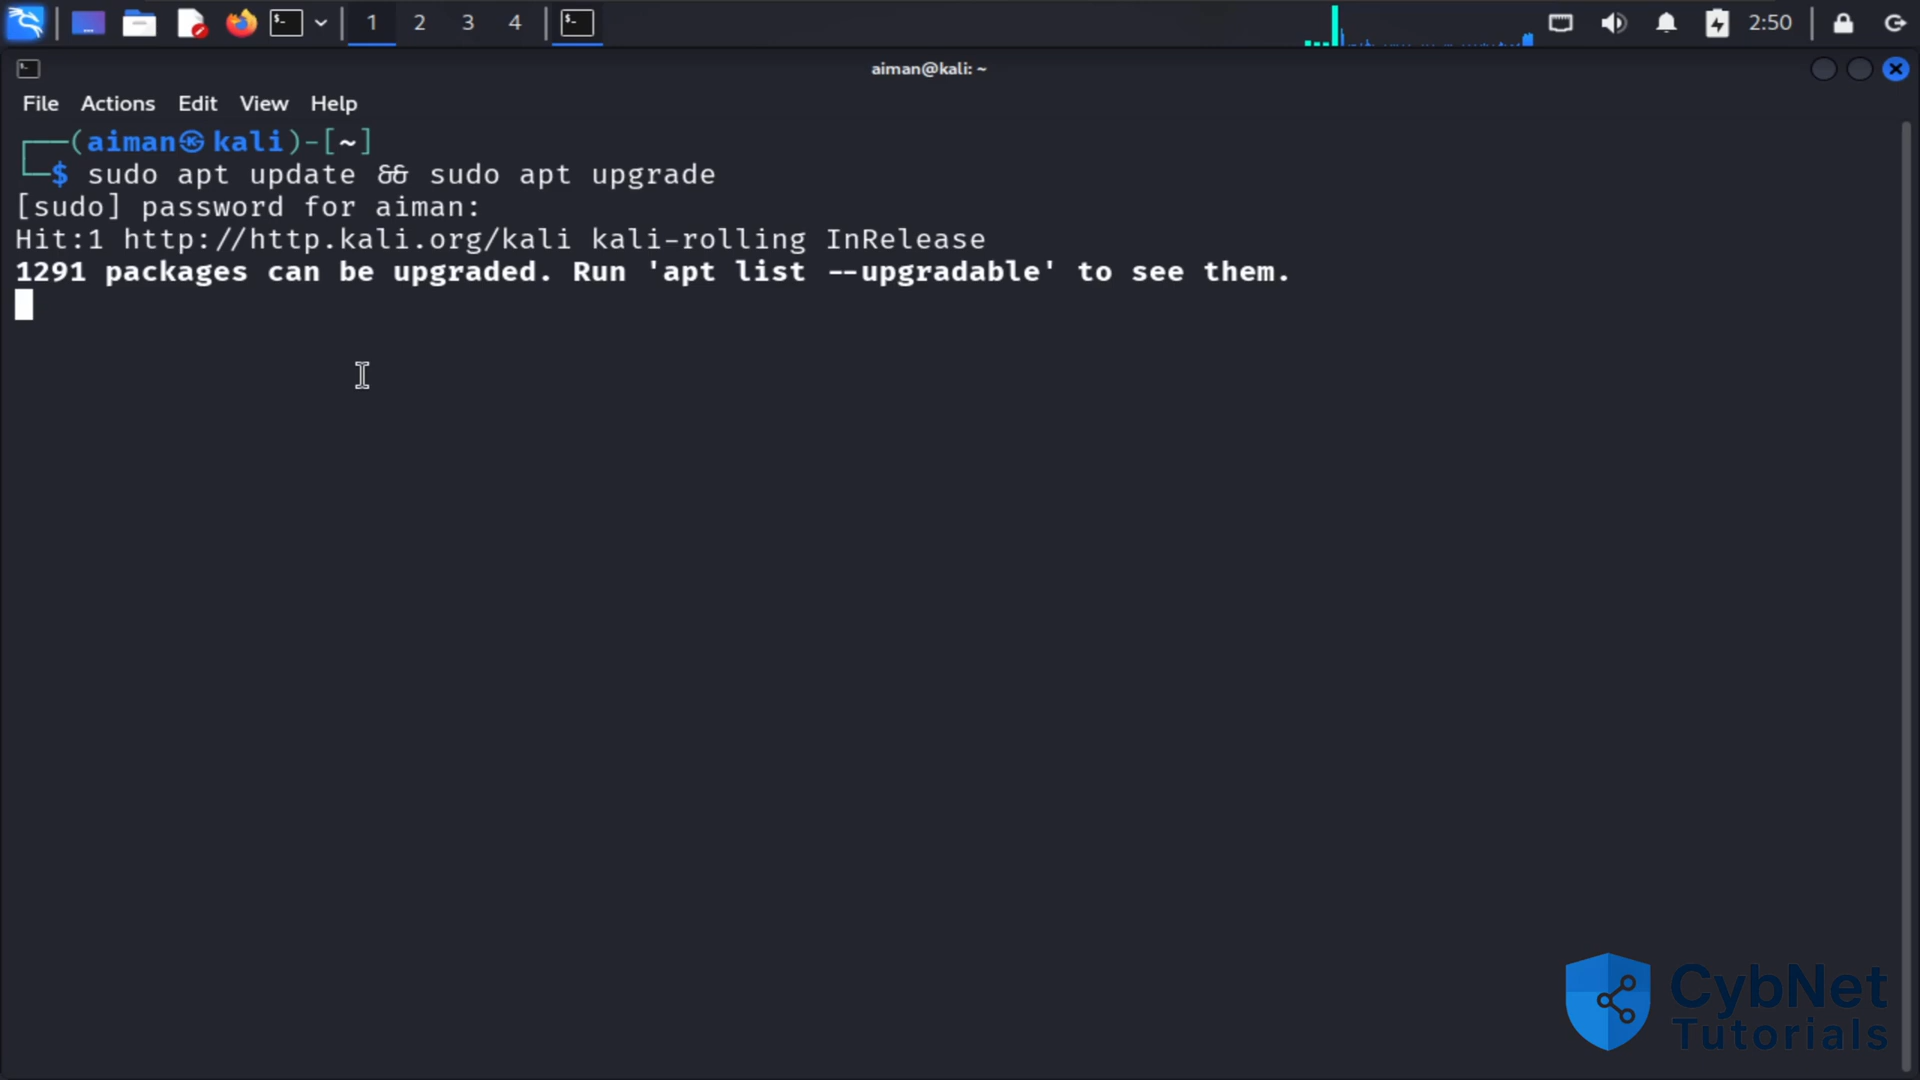 1 2 3 4 2:50
aiman@kali: ~
File Actions Edit View Help
┌──(aiman㉿kali)-[~]
└─$ sudo apt update && sudo apt upgrade
[sudo] password for aiman:
Hit:1 http://http.kali.org/kali kali-rolling InRelease
1291 packages can be upgraded. Run 'apt list --upgradable' to see them.
CybNet
Tutorials